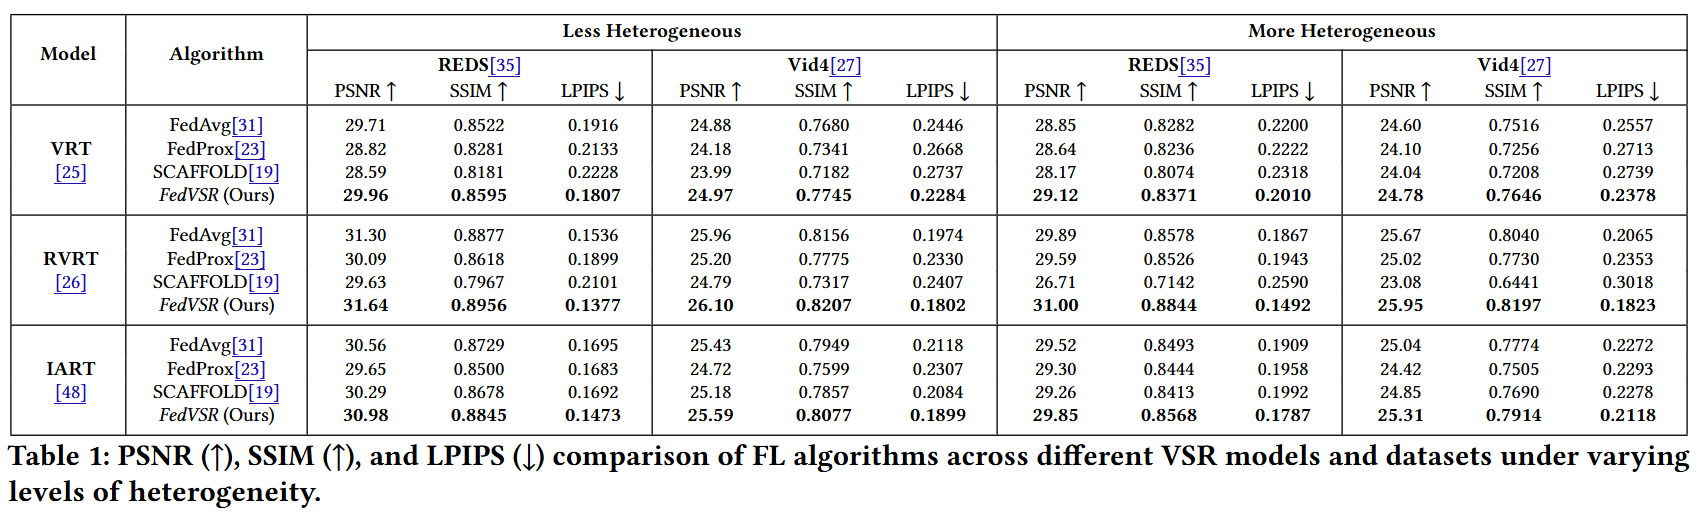 Model Algorithm Less Heterogeneous More Heterogeneous
REDS[35] Vid4[27] REDS[35] Vid4[27]
PSNR ↑ SSIM ↑ LPIPS ↓ PSNR ↑ SSIM ↑ LPIPS ↓ PSNR ↑ SSIM ↑ LPIPS ↓ PSNR ↑ SSIM ↑ LPIPS ↓
VRT [25]
FedAvg[31] 29.71 0.8522 0.1916 24.88 0.7680 0.2446 28.85 0.8282 0.2200 24.60 0.7516 0.2557
FedProx[23] 28.82 0.8281 0.2133 24.18 0.7341 0.2668 28.64 0.8236 0.2222 24.10 0.7256 0.2713
SCAFFOLD[19] 28.59 0.8181 0.2228 23.99 0.7182 0.2737 28.17 0.8074 0.2318 24.04 0.7208 0.2739
FedVSR (Ours) 29.96 0.8595 0.1807 24.97 0.7745 0.2284 29.12 0.8371 0.2010 24.78 0.7646 0.2378
RVRT [26]
FedAvg[31] 31.30 0.8877 0.1536 25.96 0.8156 0.1974 29.89 0.8578 0.1867 25.67 0.8040 0.2065
FedProx[23] 30.09 0.8618 0.1899 25.20 0.7775 0.2330 29.59 0.8526 0.1943 25.02 0.7730 0.2353
SCAFFOLD[19] 29.63 0.7967 0.2101 24.79 0.7317 0.2407 26.71 0.7142 0.2590 23.08 0.6441 0.3018
FedVSR (Ours) 31.64 0.8956 0.1377 26.10 0.8207 0.1802 31.00 0.8844 0.1492 25.95 0.8197 0.1823
IART [48]
FedAvg[31] 30.56 0.8729 0.1695 25.43 0.7949 0.2118 29.52 0.8493 0.1909 25.04 0.7774 0.2272
FedProx[23] 29.65 0.8500 0.1683 24.72 0.7599 0.2307 29.30 0.8444 0.1958 24.42 0.7505 0.2293
SCAFFOLD[19] 30.29 0.8678 0.1692 25.18 0.7857 0.2084 29.26 0.8413 0.1992 24.85 0.7690 0.2278
FedVSR (Ours) 30.98 0.8845 0.1473 25.59 0.8077 0.1899 29.85 0.8568 0.1787 25.31 0.7914 0.2118
Table 1: PSNR (↑), SSIM (↑), and LPIPS (↓) comparison of FL algorithms across different VSR models and datasets under varying
levels of heterogeneity.